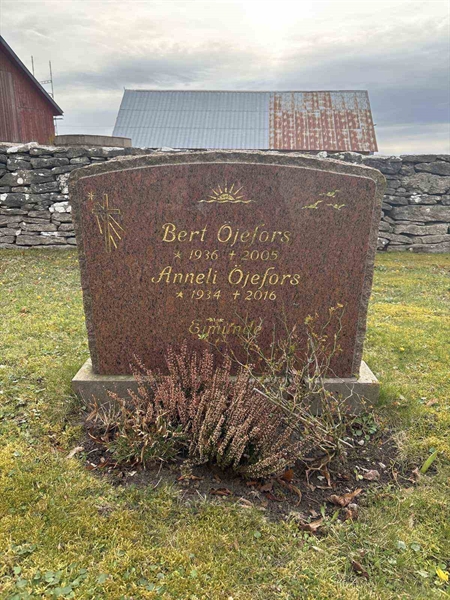 Bert Öjefors
* 1936 † 2005
Anneli Öjefors
* 1934 † 2016